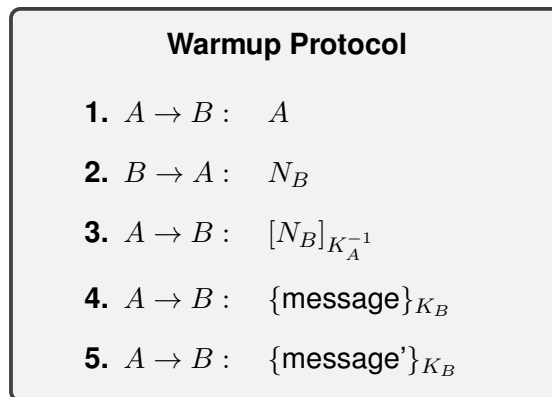 Warmup Protocol
1. A → B : A
2. B → A : N_B
3. A → B : [N_B]_{K_A^{-1}}
4. A → B : {message}_{K_B}
5. A → B : {message'}_{K_B}